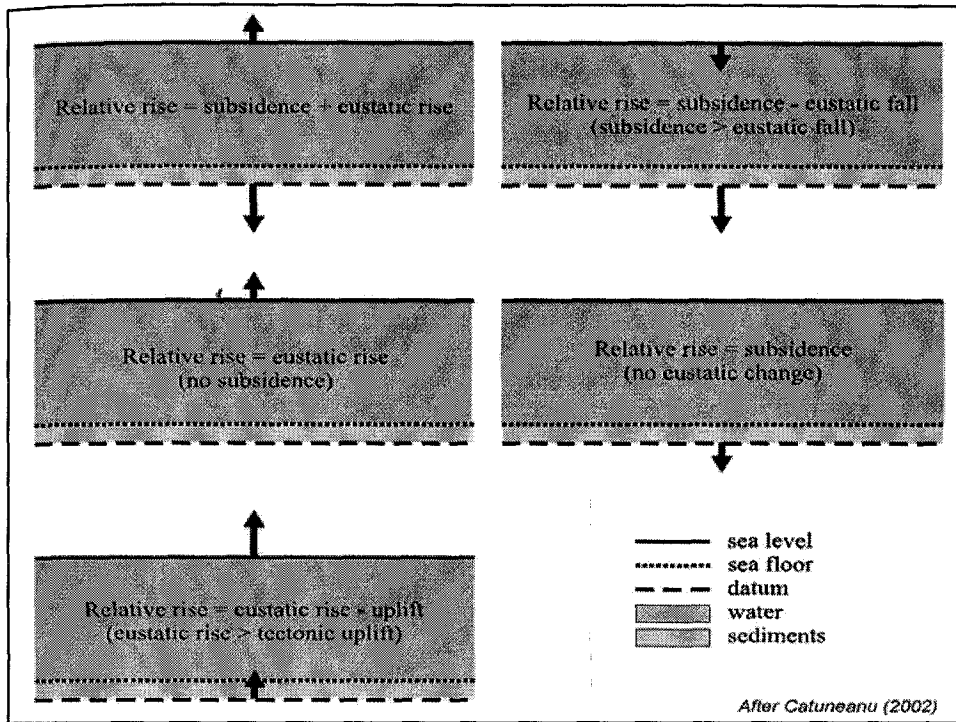 Relative rise = subsidence + eustatic rise
Relative rise = subsidence - eustatic fall
(subsidence > eustatic fall)
Relative rise = eustatic rise
(no subsidence)
Relative rise = subsidence
(no eustatic change)
Relative rise = eustatic rise - uplift
(eustatic rise > tectonic uplift)
sea level
sea floor
datum
water
sediments
After Catuneanu (2002)